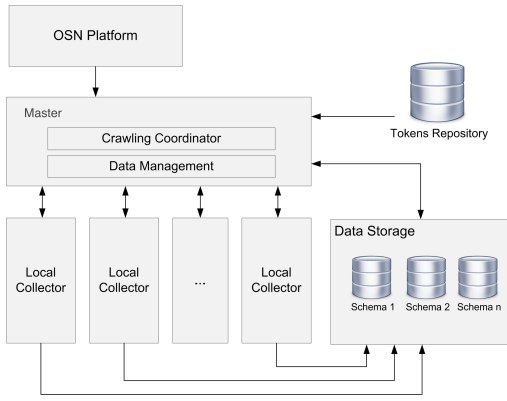 OSN Platform
Master
Crawling Coordinator
Data Management
Tokens Repository
Local
Collector
Local
Collector
...
Local
Collector
Data Storage
Schema 1
Schema 2
Schema n